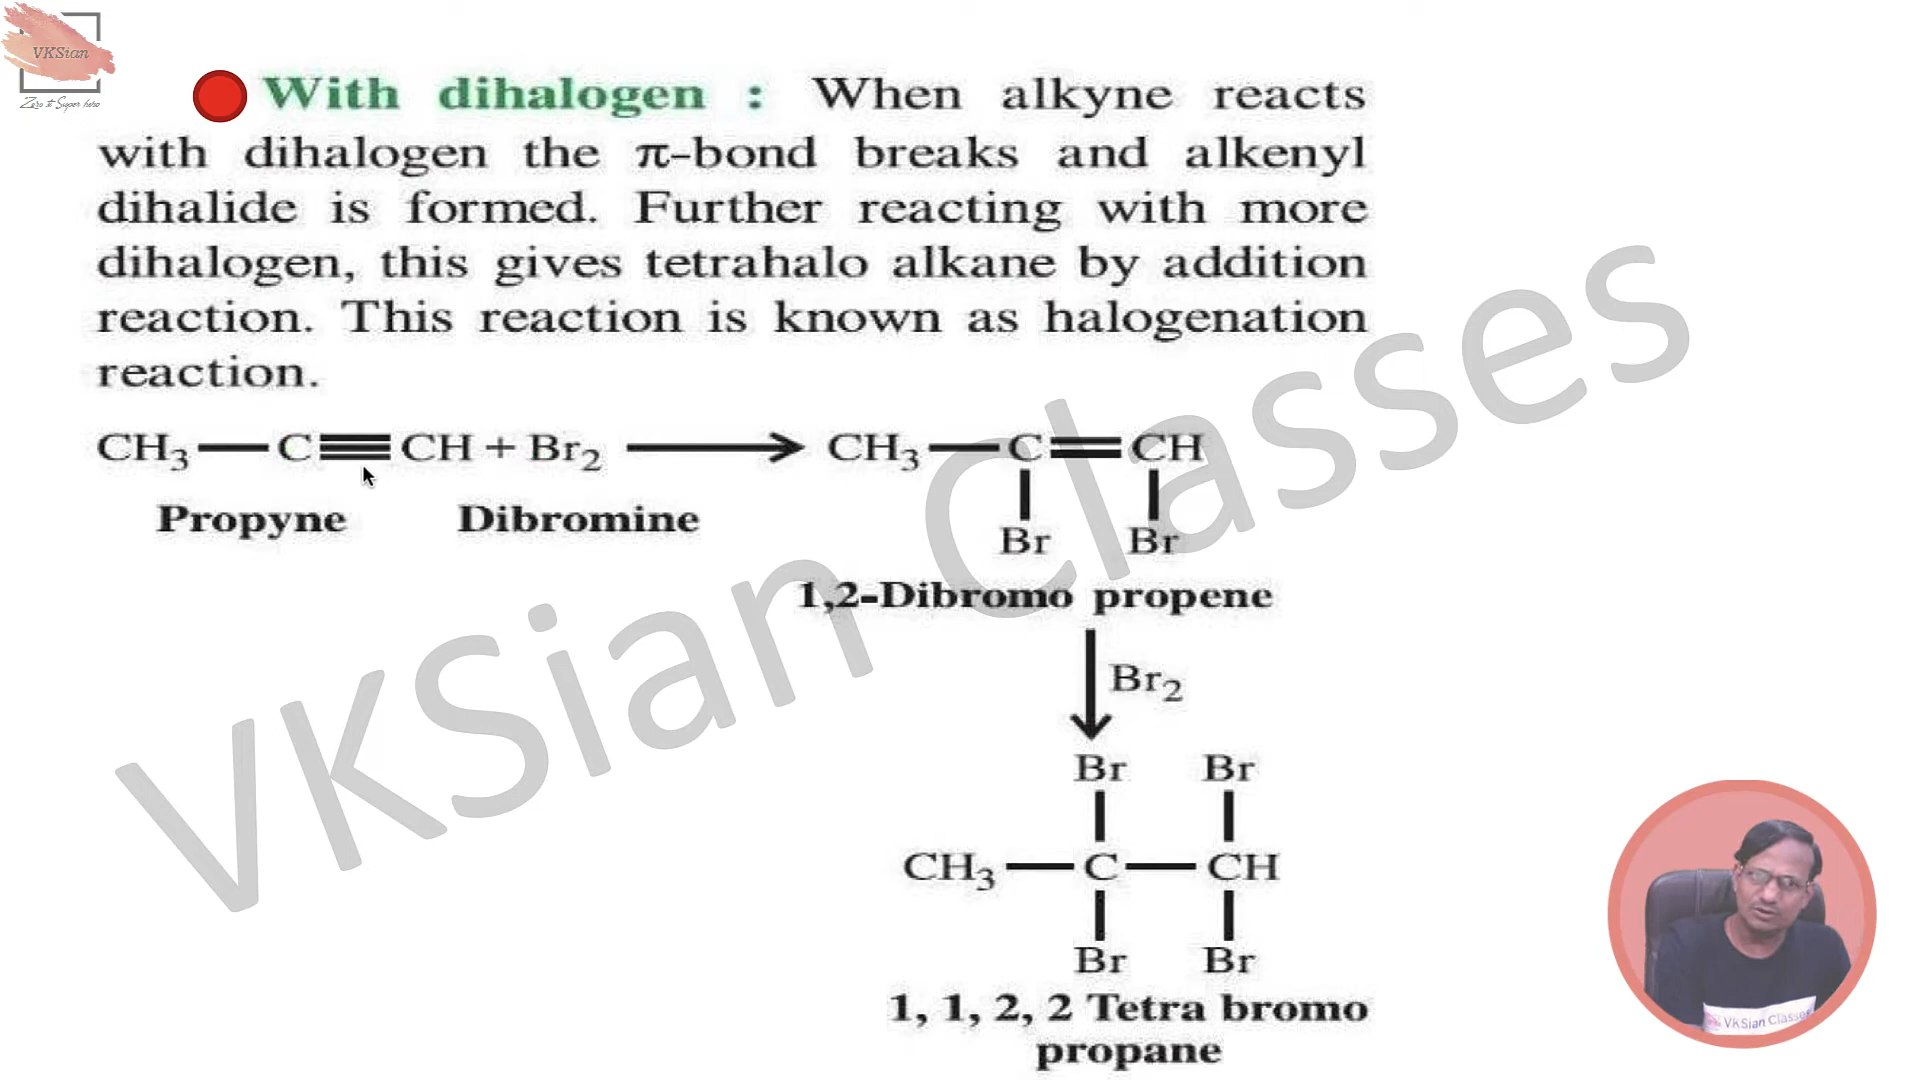 VKSian
Zero to Super hero
With dihalogen : When alkyne reacts
with dihalogen the π-bond breaks and alkenyl
dihalide is formed. Further reacting with more
dihalogen, this gives tetrahalo alkane by addition
reaction. This reaction is known as halogenation
reaction.
CH₃—C≡CH + Br₂ ⟶ CH₃—C=CH
Br Br
Propyne Dibromine
1,2-Dibromo propene
Br₂
Br Br
CH₃—C—CH
Br Br
1, 1, 2, 2 Tetra bromo
propane
VKSian Classes
VKSian Classes